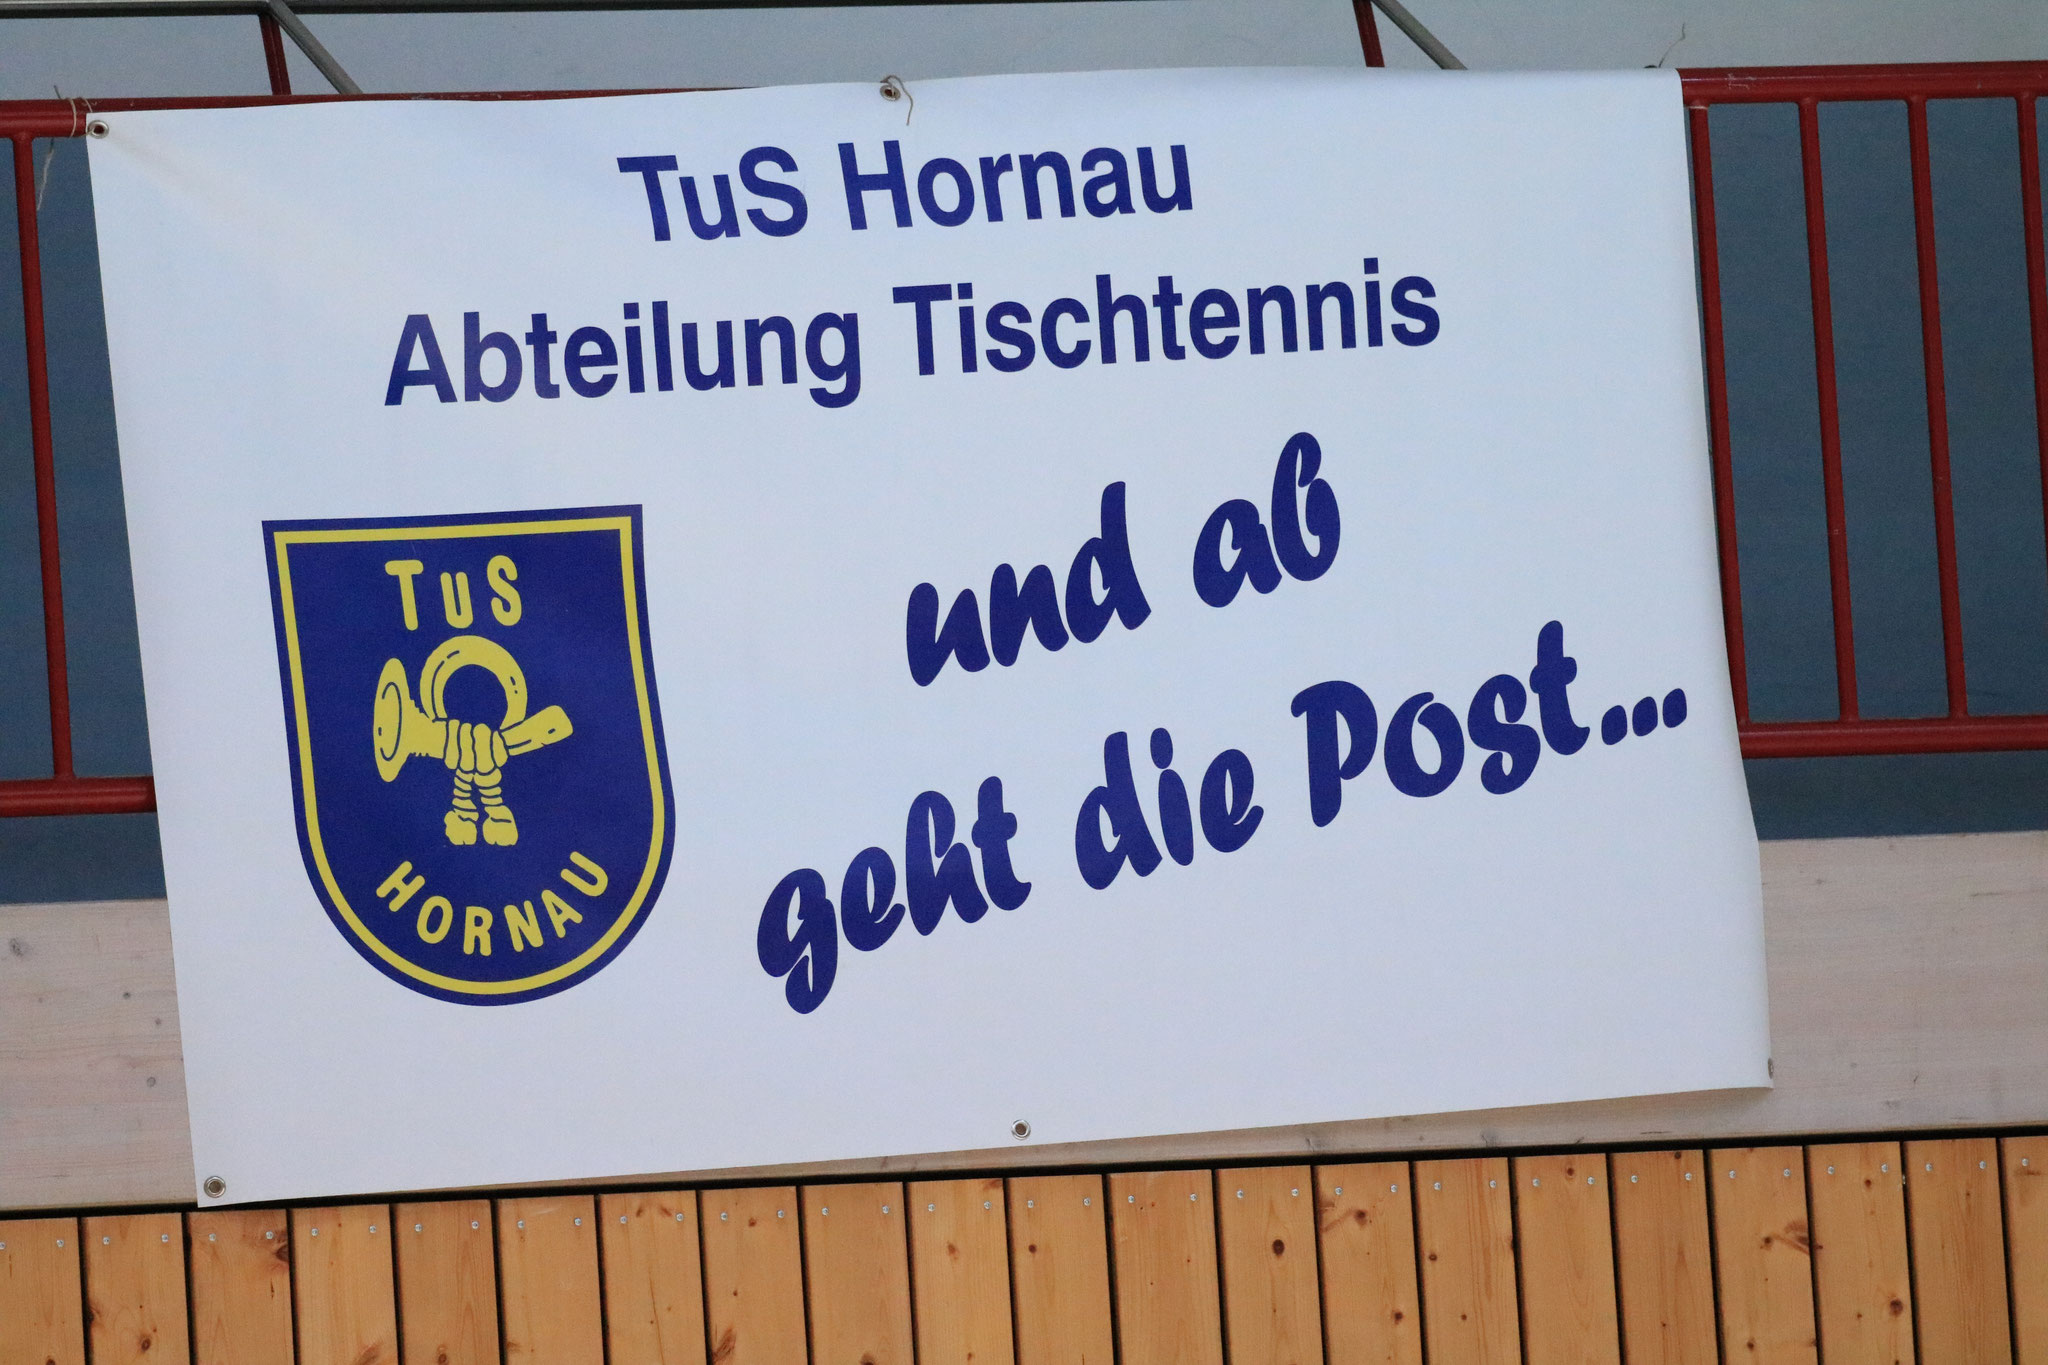 TuS Hornau
Abteilung Tischtennis
und ab
geht die Post...
TuS
HORNAU